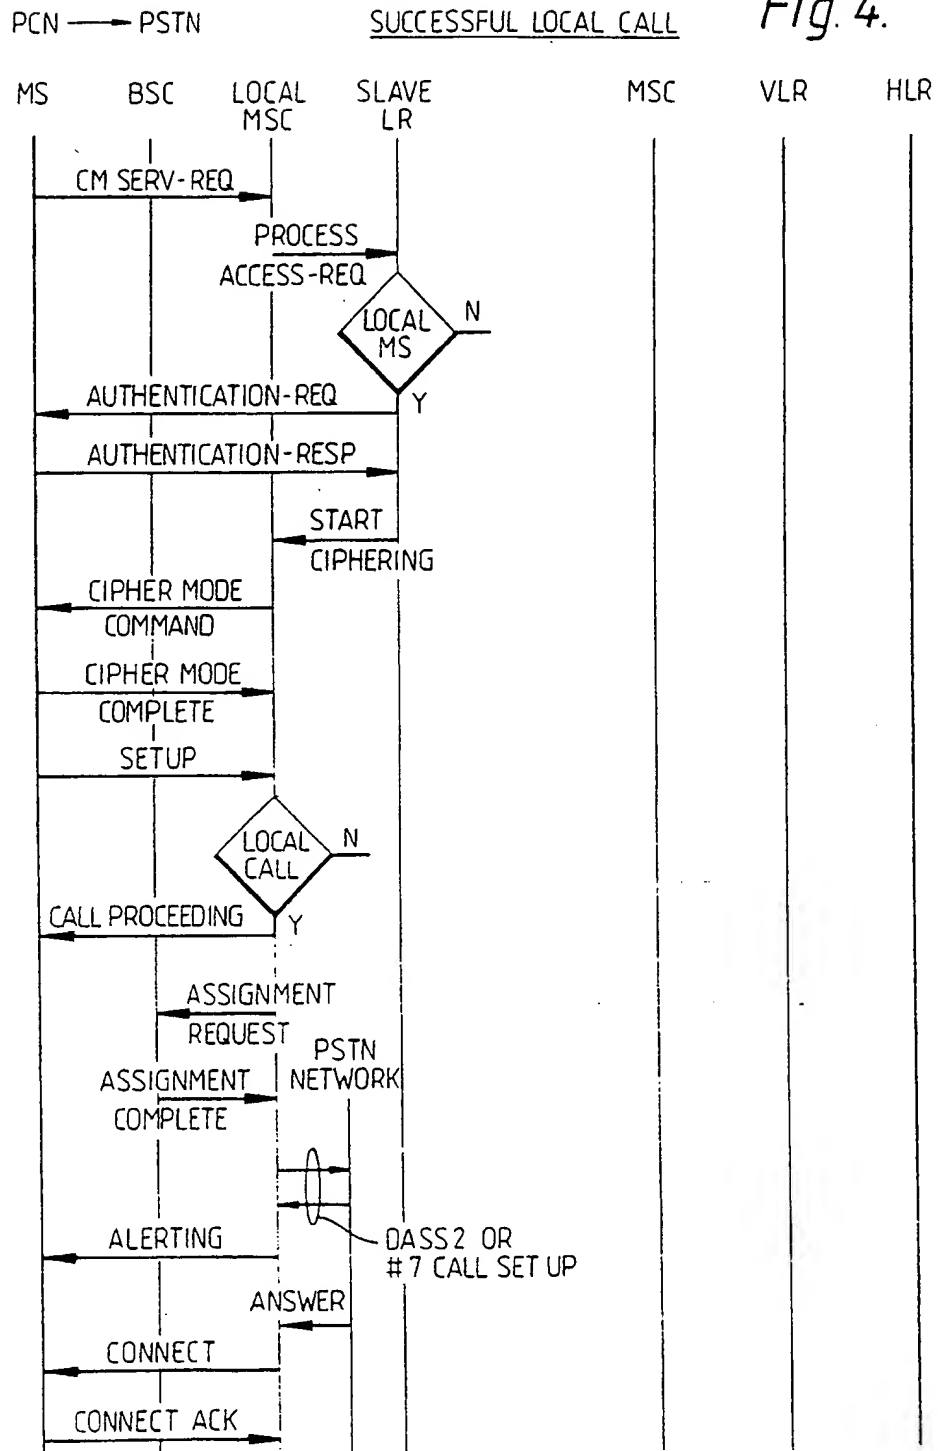 PCN → PSTN
SUCCESSFUL LOCAL CALL
Fig. 4.
MS
BSC
LOCAL
MSC
SLAVE
LR
MSC
VLR
HLR
CM SERV-REQ
PROCESS
ACCESS-REQ
LOCAL
MS
N
Y
AUTHENTICATION-REQ
AUTHENTICATION-RESP
START
CIPHERING
CIPHER MODE
COMMAND
CIPHER MODE
COMPLETE
SETUP
LOCAL
CALL
N
Y
CALL PROCEEDING
ASSIGNMENT
REQUEST
PSTN
NETWORK
ASSIGNMENT
COMPLETE
DASS2 OR
#7 CALL SET UP
ALERTING
ANSWER
CONNECT
CONNECT ACK